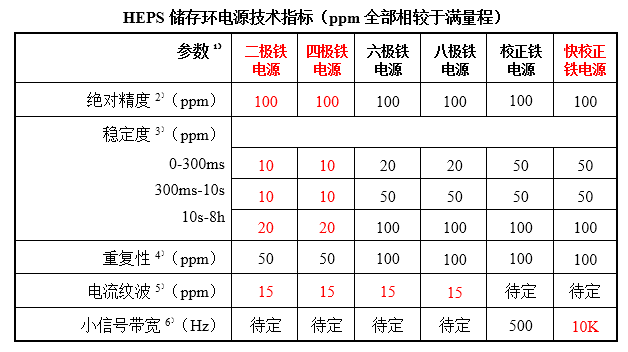 HEPS 储存环电源技术指标（ppm 全部相较于满量程）
参数 1） 二极铁电源 四极铁电源 六极铁电源 八极铁电源 校正铁电源 快校正铁电源
绝对精度 2）（ppm） 100 100 100 100 100 100
稳定度 3）（ppm）
0-300ms 10 10 20 20 50 50
300ms-10s 10 10 50 50 50 50
10s-8h 20 20 100 100 100 100
重复性 4）（ppm） 50 50 100 100 100 100
电流纹波 5）（ppm） 15 15 15 15 待定 待定
小信号带宽 6）（Hz） 待定 待定 待定 待定 500 10K